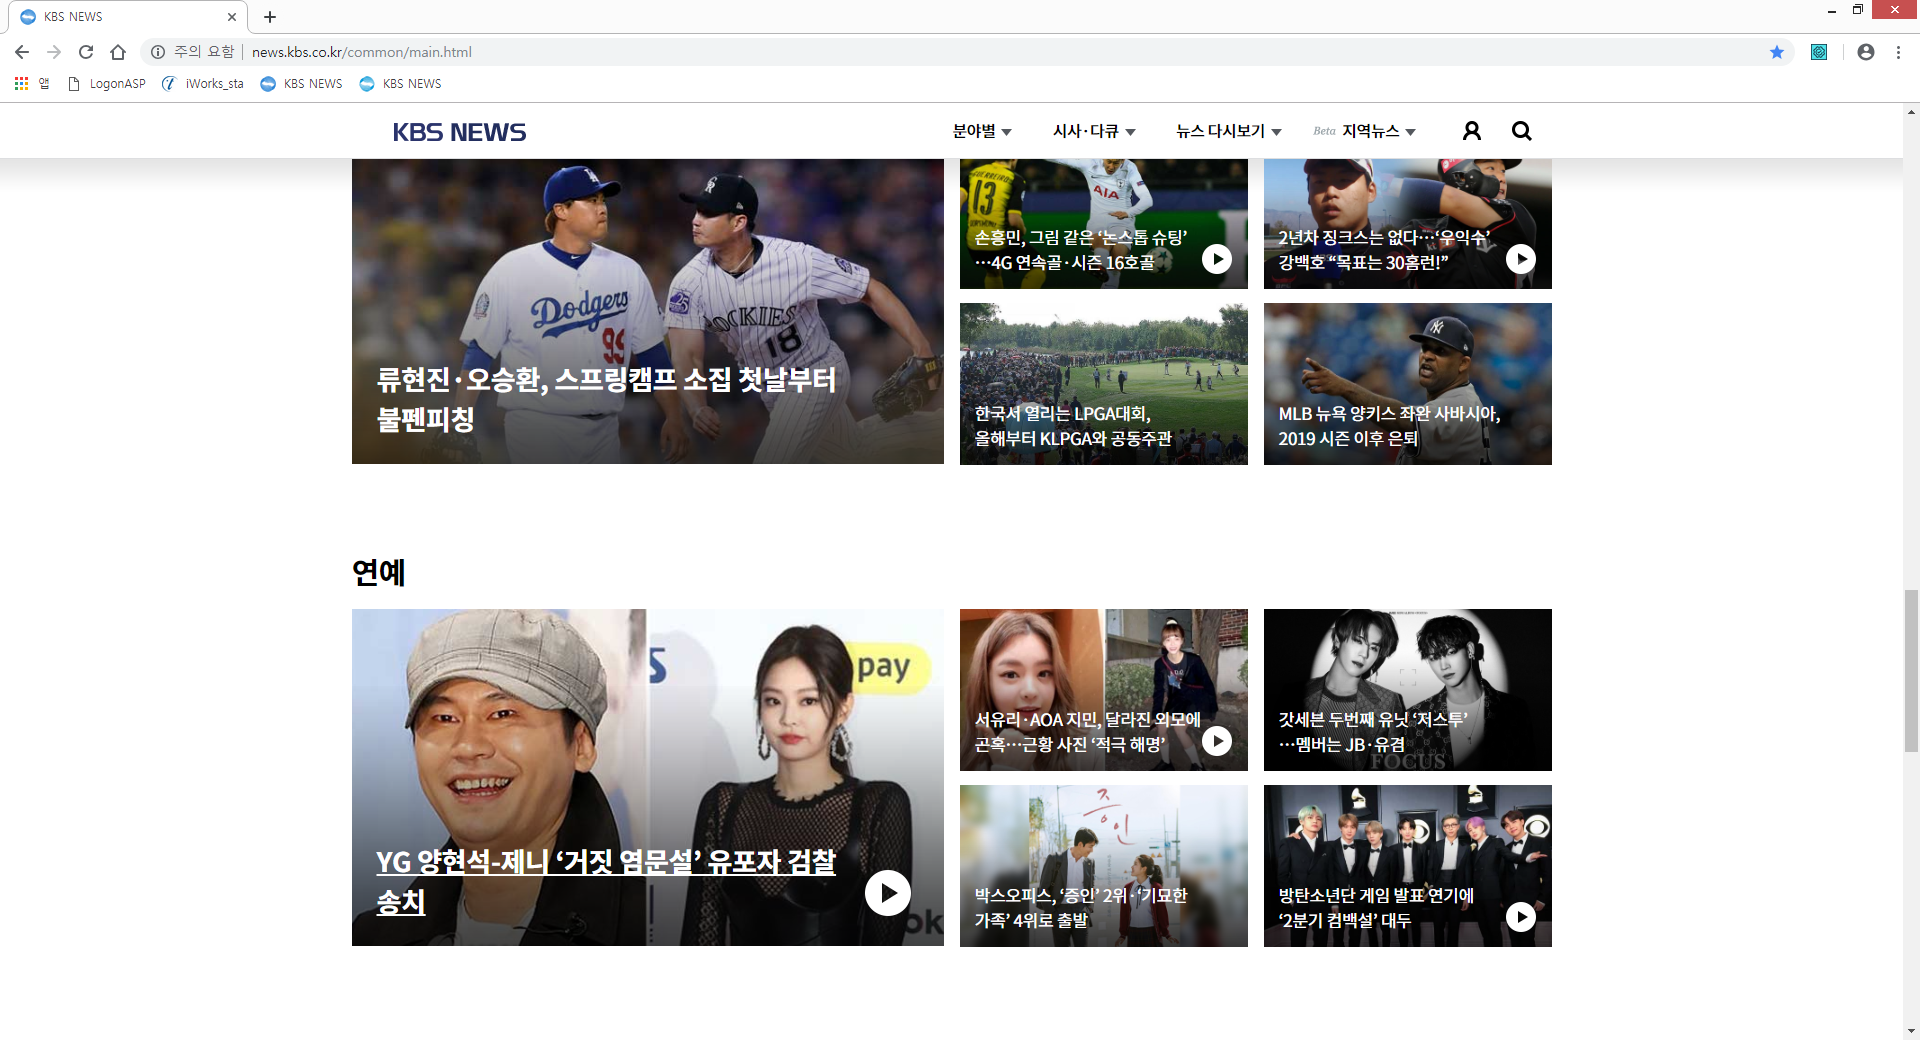 KBS NEWS
주의 요함
news.kbs.co.kr/common/main.html
앱
LogonASP
iWorks_sta
KBS NEWS
KBS NEWS
KBS NEWS
분야별
시사·다큐
뉴스 다시보기
Beta 지역뉴스
Dodgers
99
OCKIES
18
류현진·오승환, 스프링캠프 소집 첫날부터
불펜피칭
13
AIA
손흥민, 그림 같은 ‘논스톱 슈팅’
…4G 연속골·시즌 16호골
2년차 징크스는 없다…‘우익수’
강백호 “목표는 30홈런!”
한국서 열리는 LPGA대회,
올해부터 KLPGA와 공동주관
MLB 뉴욕 양키스 좌완 사바시아,
2019 시즌 이후 은퇴
연예
S
pay
YG 양현석-제니 ‘거짓 염문설’ 유포자 검찰
송치
ok
서유리·AOA 지민, 달라진 외모에
곤혹…근황 사진 ‘적극 해명’
갓세븐 두번째 유닛 ‘저스투’
…멤버는 JB·유겸
FOCUS
증인
박스오피스, ‘증인’ 2위·‘기묘한
가족’ 4위로 출발
방탄소년단 게임 발표 연기에
‘2분기 컴백설’ 대두